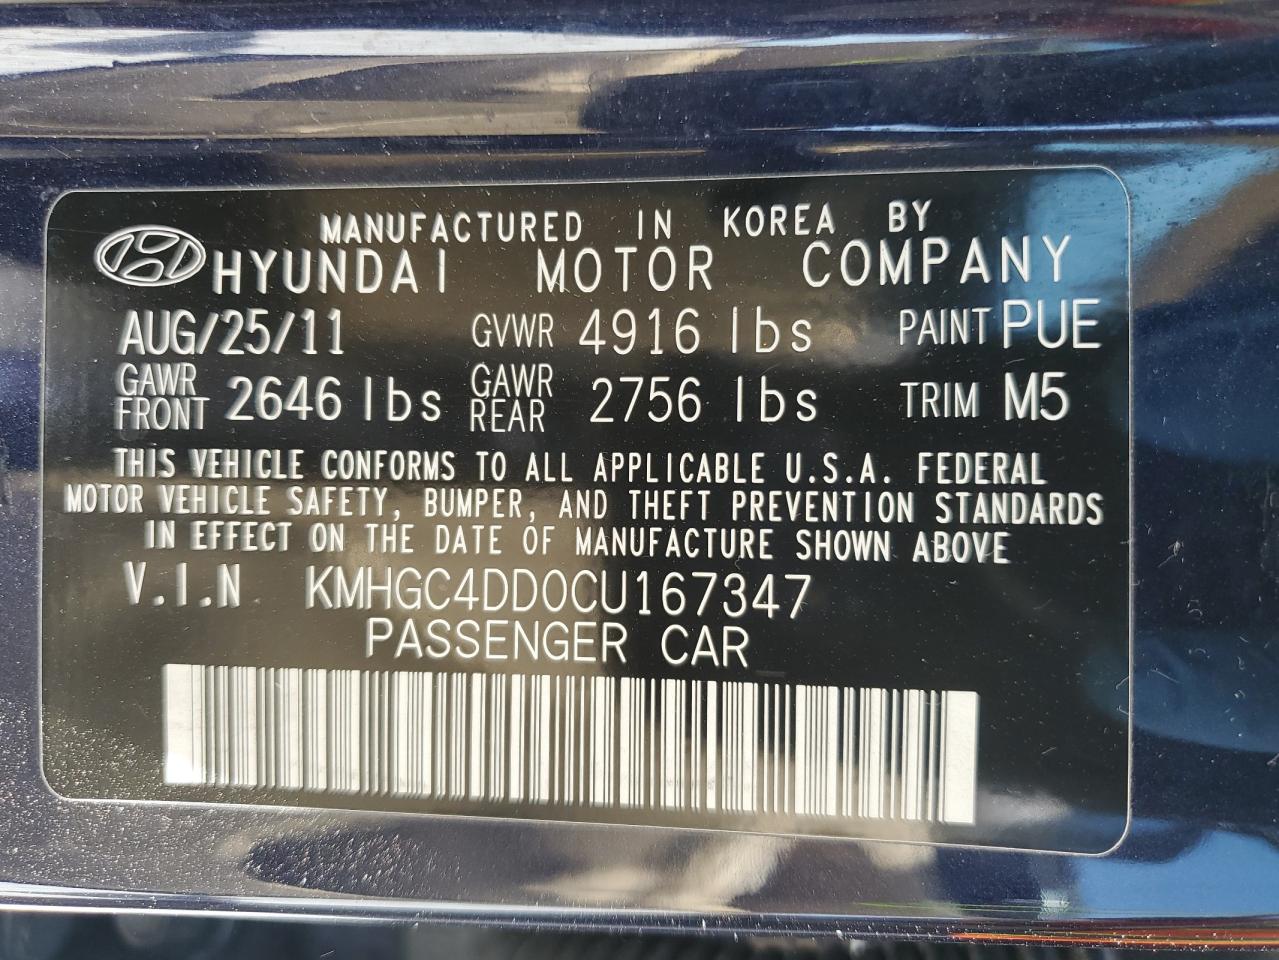 MANUFACTURED IN KOREA BY
HYUNDAI MOTOR COMPANY
AUG/25/11 GVWR 4916 lbs PAINT PUE
GAWR FRONT 2646 lbs GAWR REAR 2756 lbs TRIM M5
THIS VEHICLE CONFORMS TO ALL APPLICABLE U.S.A. FEDERAL
MOTOR VEHICLE SAFETY, BUMPER, AND THEFT PREVENTION STANDARDS
IN EFFECT ON THE DATE OF MANUFACTURE SHOWN ABOVE
V.I.N KMHGC4DD0CU167347
PASSENGER CAR